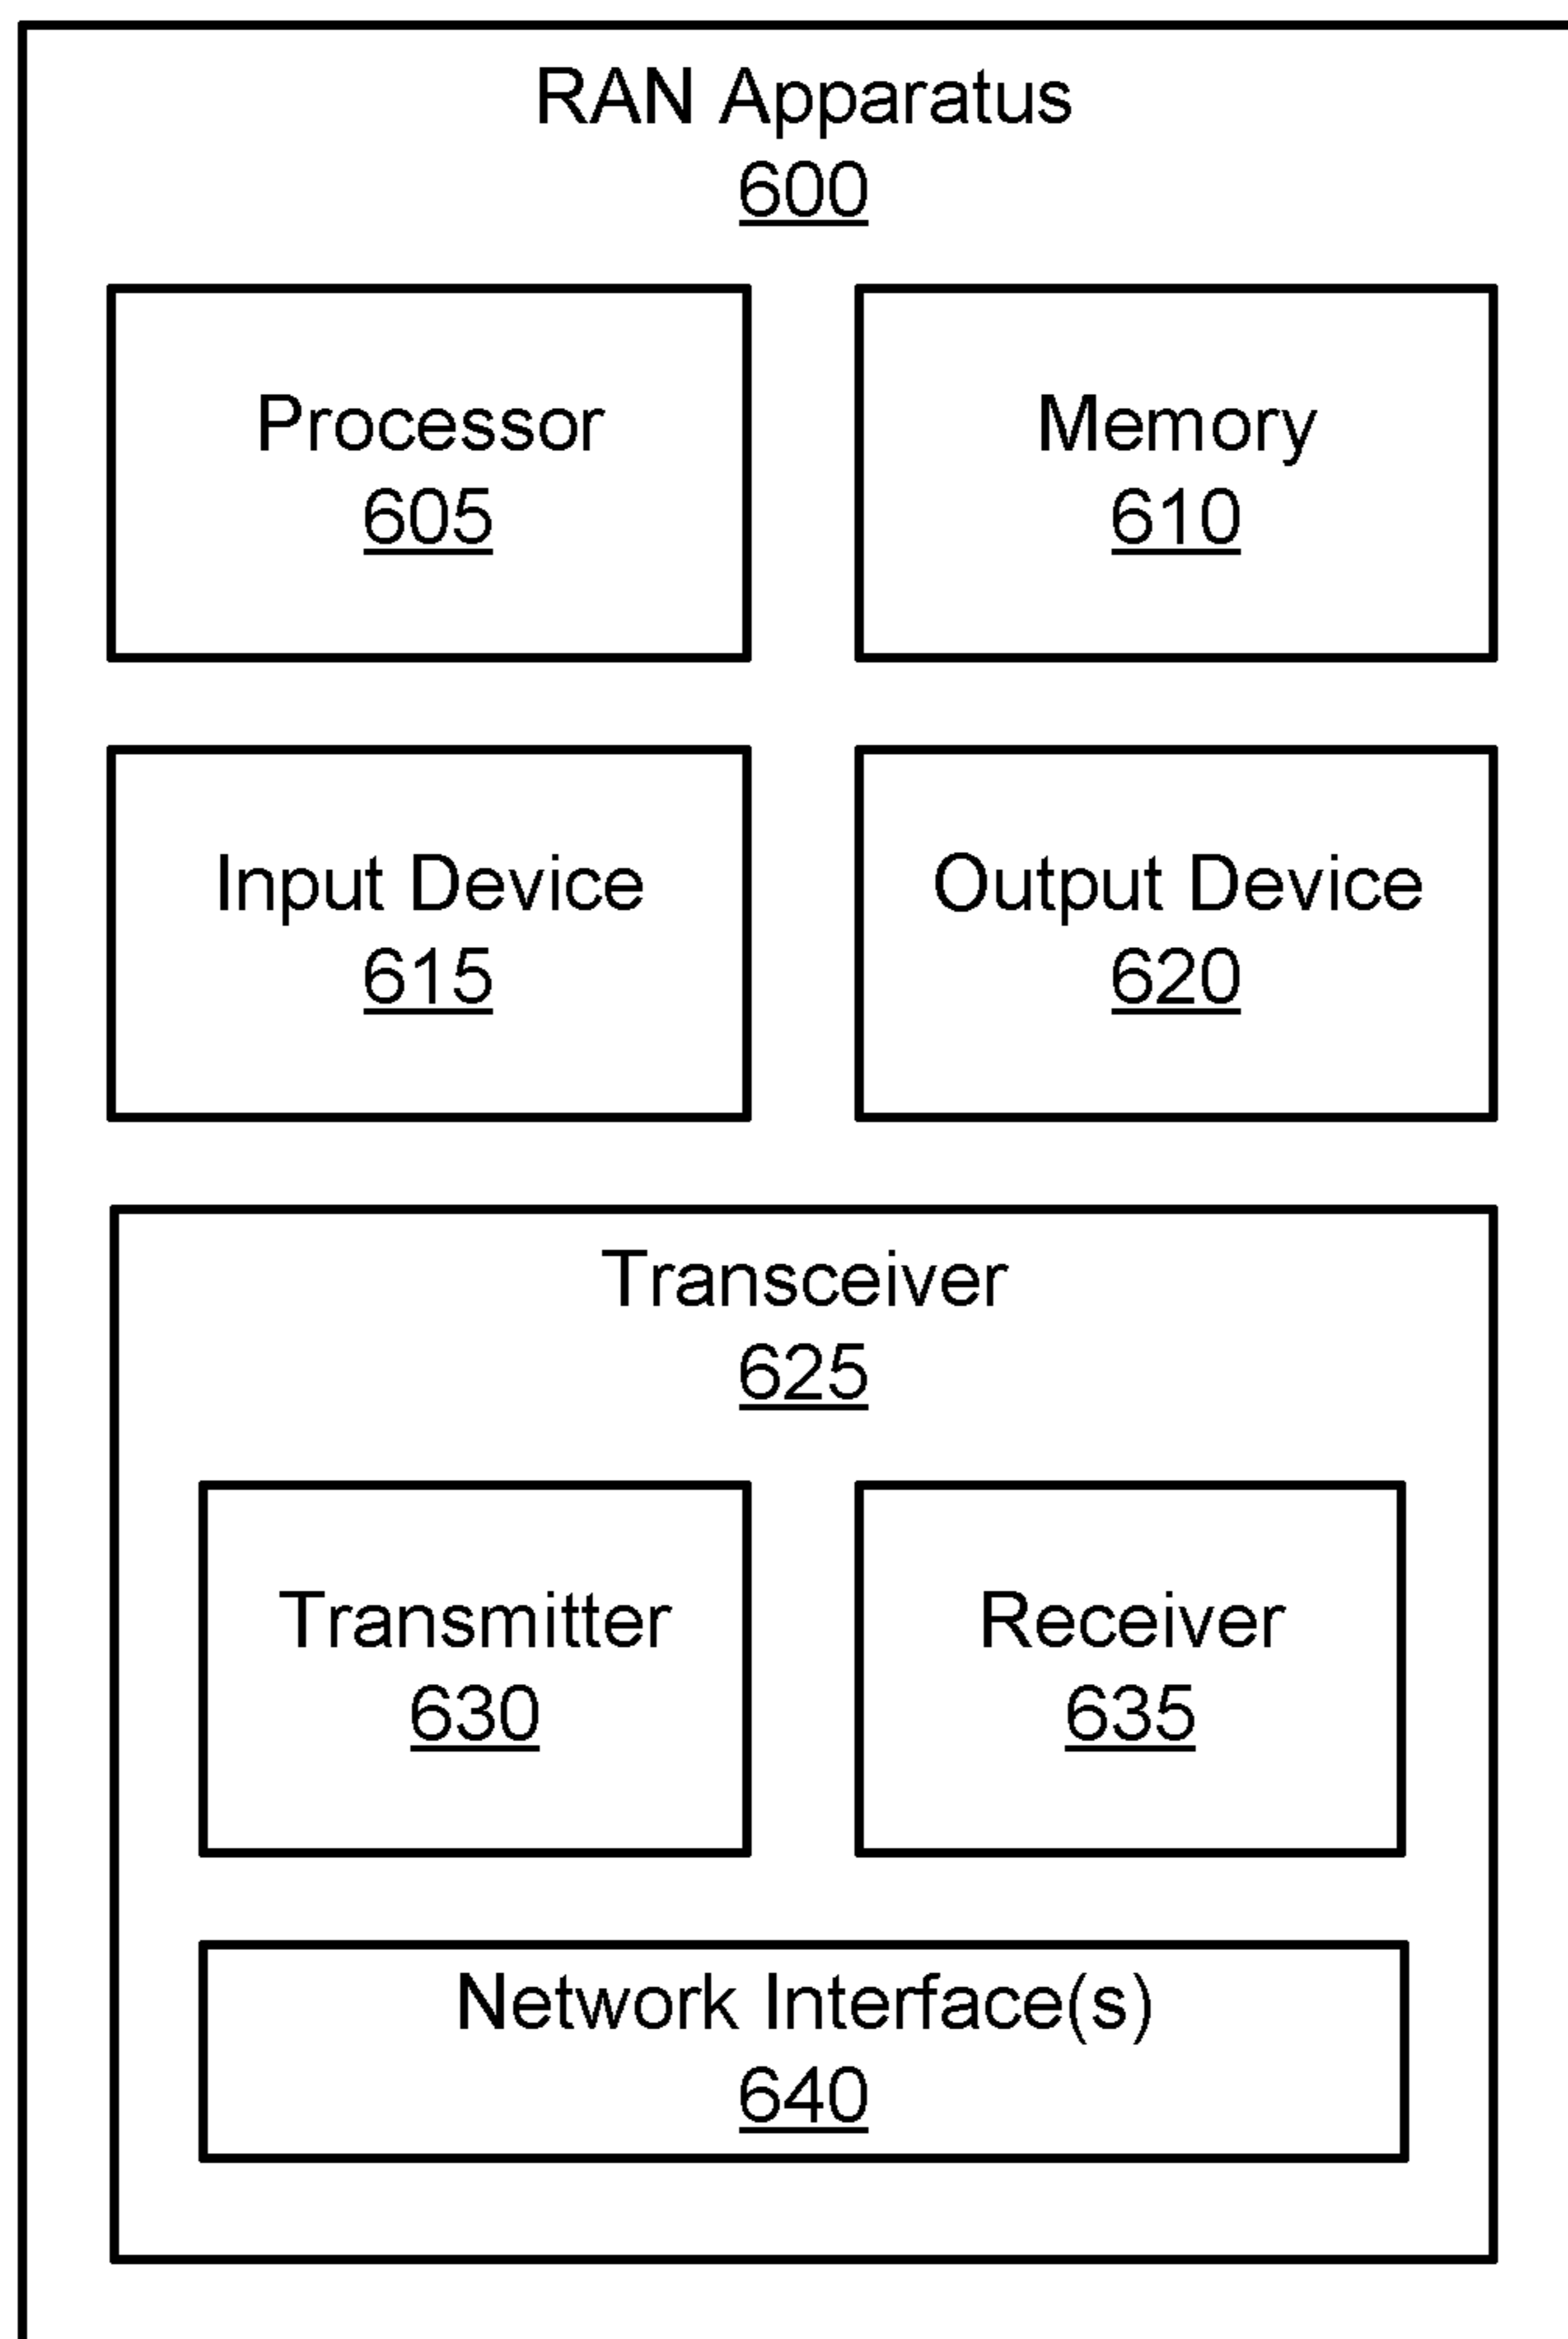 RAN Apparatus
600
Processor
605
Memory
610
Input Device
615
Output Device
620
Transceiver
625
Transmitter
630
Receiver
635
Network Interface(s)
640